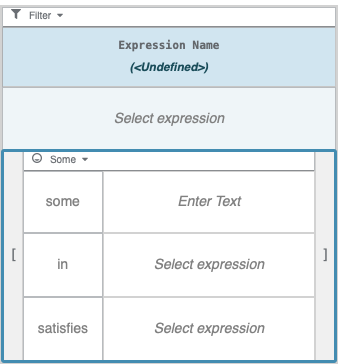 Filter
Expression Name
(<Undefined>)
Select expression
Some
some Enter Text
[ in Select expression ]
satisfies Select expression